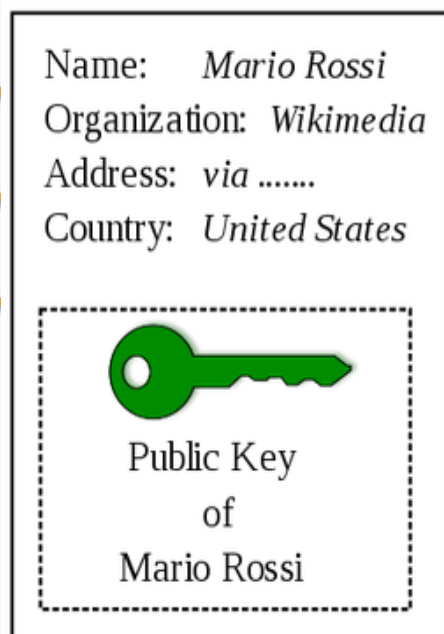 Name: Mario Rossi
Organization: Wikimedia
Address: via .......
Country: United States
Public Key
of
Mario Rossi